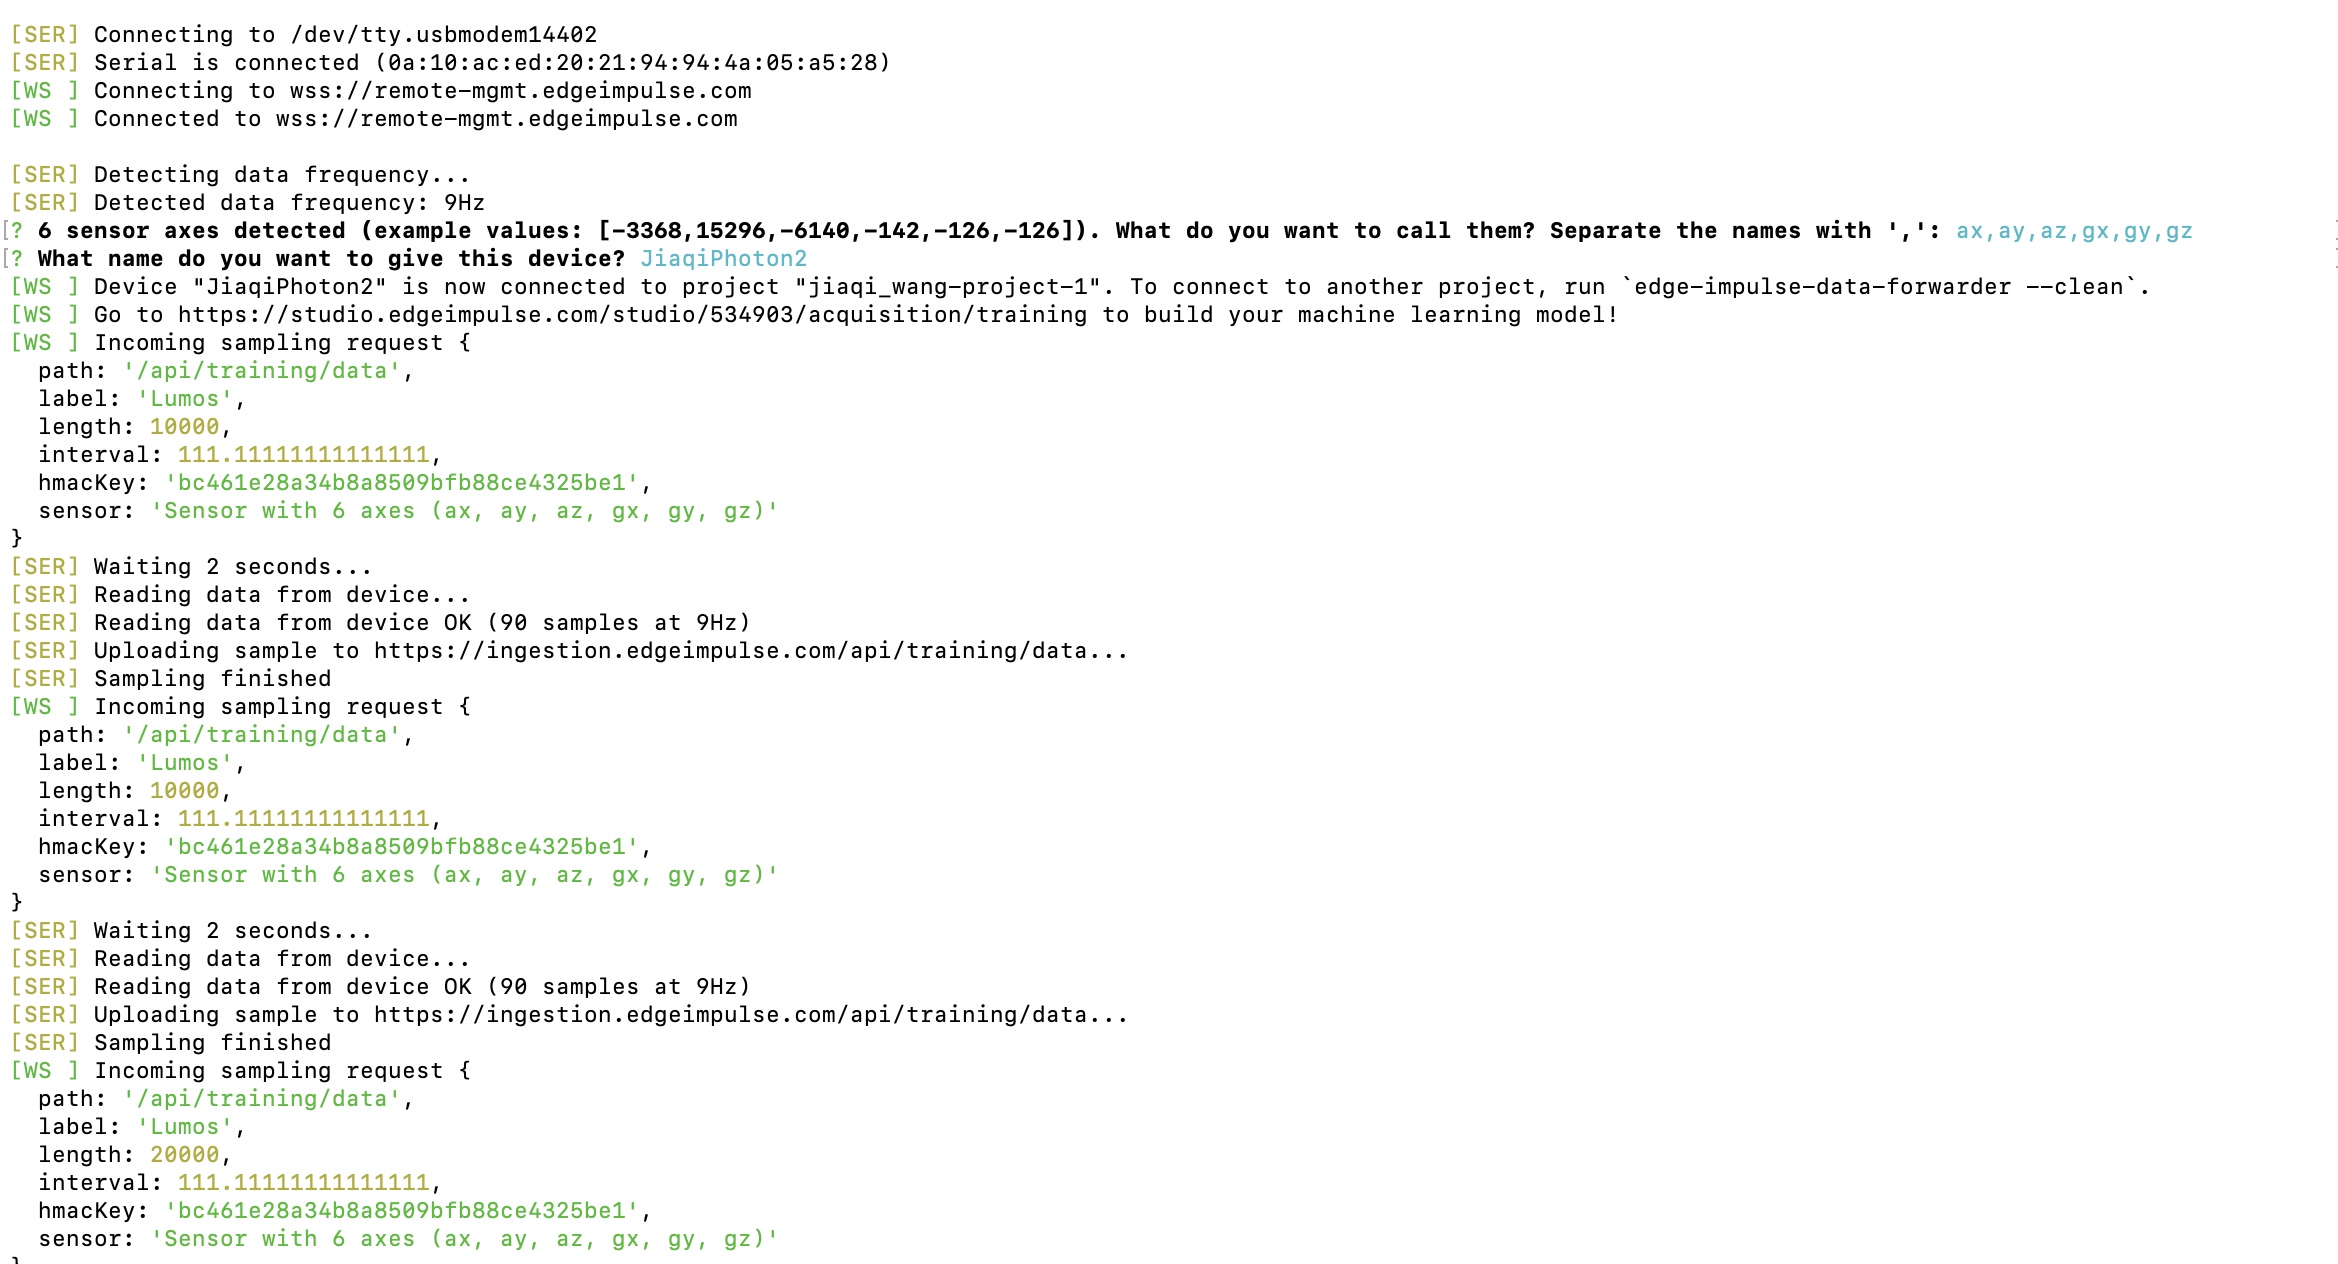 [SER] Connecting to /dev/tty.usbmodem14402
[SER] Serial is connected (0a:10:ac:ed:20:21:94:94:4a:05:a5:28)
[WS ] Connecting to wss://remote-mgmt.edgeimpulse.com
[WS ] Connected to wss://remote-mgmt.edgeimpulse.com
[SER] Detecting data frequency...
[SER] Detected data frequency: 9Hz
[? 6 sensor axes detected (example values: [-3368,15296,-6140,-142,-126,-126]). What do you want to call them? Separate the names with ',': ax,ay,az,gx,gy,gz
[? What name do you want to give this device? JiaqiPhoton2
[WS ] Device "JiaqiPhoton2" is now connected to project "jiaqi_wang-project-1". To connect to another project, run `edge-impulse-data-forwarder --clean`.
[WS ] Go to https://studio.edgeimpulse.com/studio/534903/acquisition/training to build your machine learning model!
[WS ] Incoming sampling request {
  path: '/api/training/data',
  label: 'Lumos',
  length: 10000,
  interval: 111.11111111111111,
  hmacKey: 'bc461e28a34b8a8509bfb88ce4325be1',
  sensor: 'Sensor with 6 axes (ax, ay, az, gx, gy, gz)'
}
[SER] Waiting 2 seconds...
[SER] Reading data from device...
[SER] Reading data from device OK (90 samples at 9Hz)
[SER] Uploading sample to https://ingestion.edgeimpulse.com/api/training/data...
[SER] Sampling finished
[WS ] Incoming sampling request {
  path: '/api/training/data',
  label: 'Lumos',
  length: 10000,
  interval: 111.11111111111111,
  hmacKey: 'bc461e28a34b8a8509bfb88ce4325be1',
  sensor: 'Sensor with 6 axes (ax, ay, az, gx, gy, gz)'
}
[SER] Waiting 2 seconds...
[SER] Reading data from device...
[SER] Reading data from device OK (90 samples at 9Hz)
[SER] Uploading sample to https://ingestion.edgeimpulse.com/api/training/data...
[SER] Sampling finished
[WS ] Incoming sampling request {
  path: '/api/training/data',
  label: 'Lumos',
  length: 20000,
  interval: 111.11111111111111,
  hmacKey: 'bc461e28a34b8a8509bfb88ce4325be1',
  sensor: 'Sensor with 6 axes (ax, ay, az, gx, gy, gz)'
}